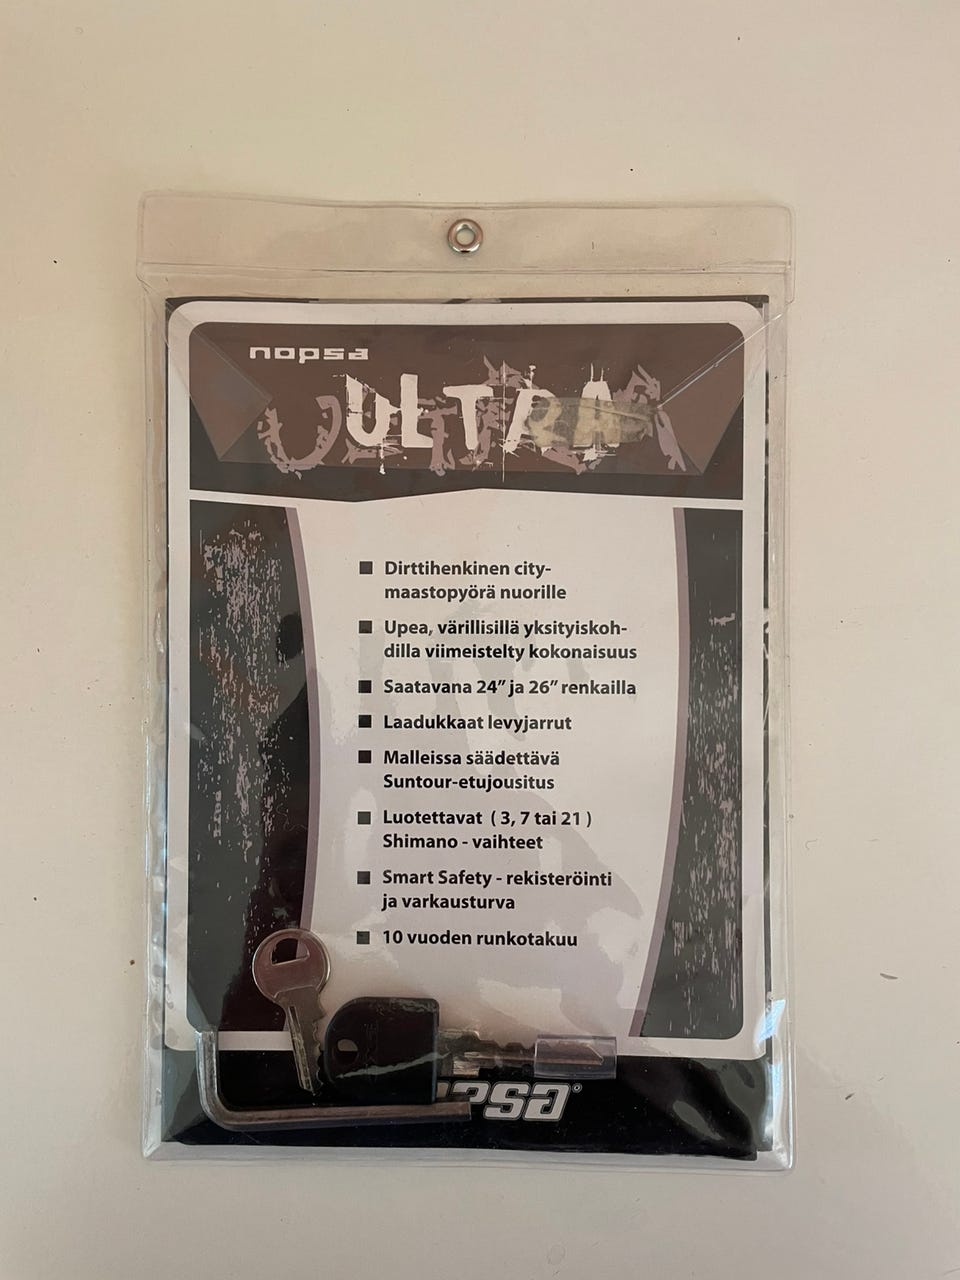 nopsa
ULTRA
■ Dirttihenkinen city-
maastopyörä nuorille
■ Upea, värillisillä yksityiskoh-
dilla viimeistelty kokonaisuus
■ Saatavana 24” ja 26” renkailla
■ Laadukkaat levyjarrut
■ Malleissa säädettävä
Suntour-etujousitus
■ Luotettavat ( 3, 7 tai 21 )
Shimano - vaihteet
■ Smart Safety - rekisteröinti
ja varkausturva
■ 10 vuoden runkotakuu
nopsa